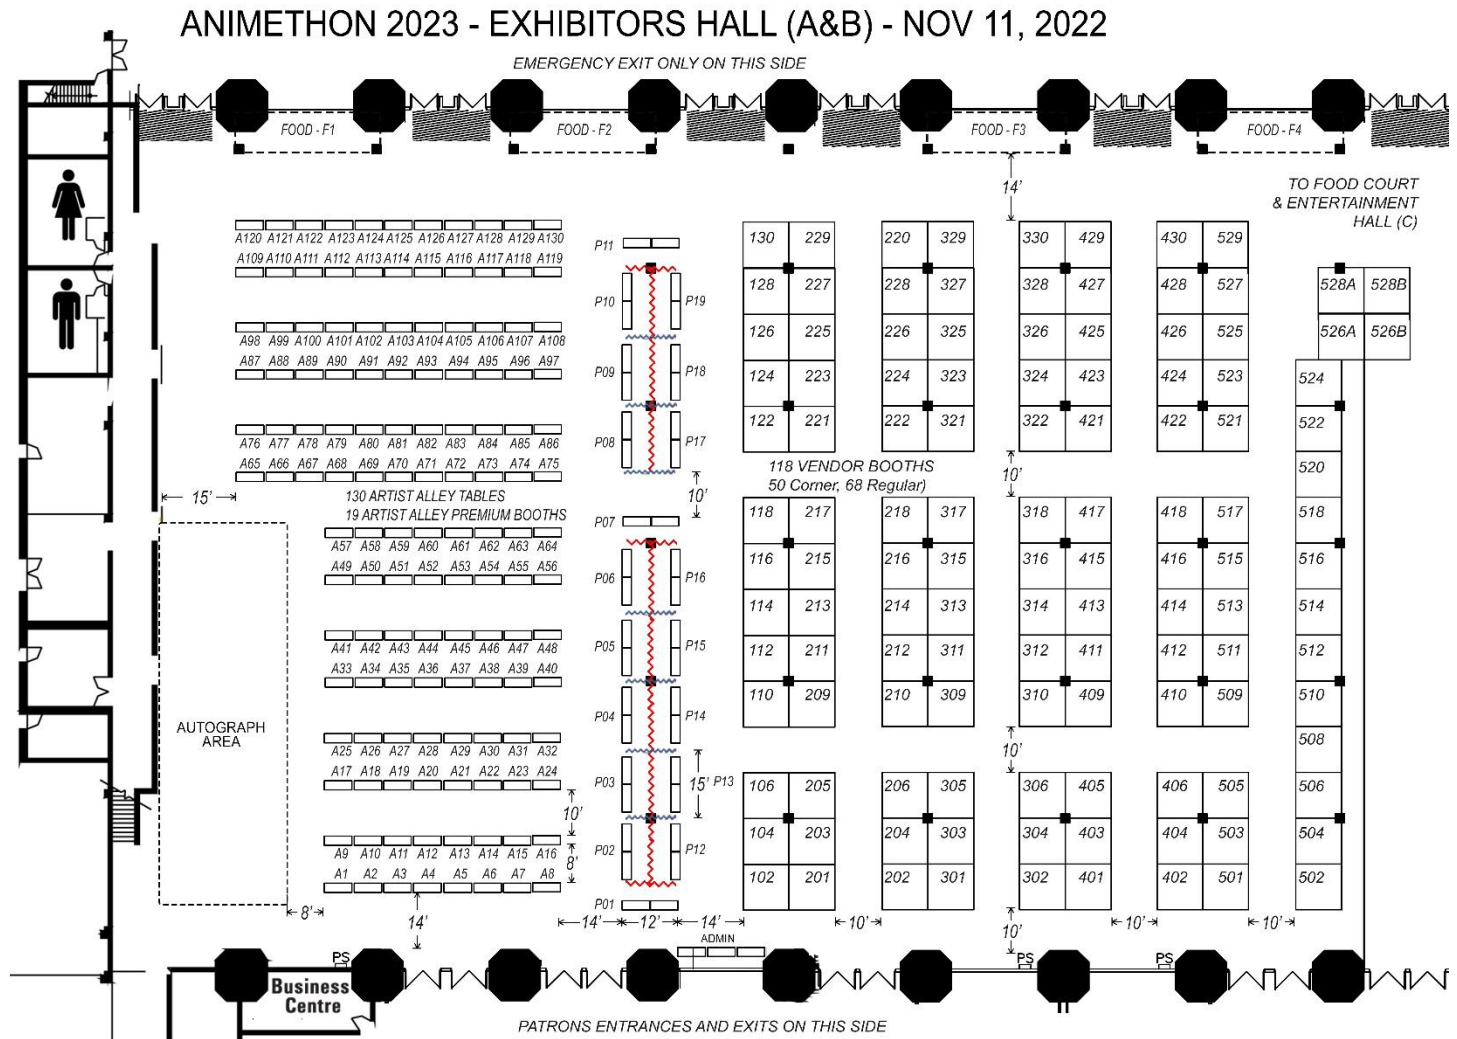 ANIMETHON 2023 - EXHIBITORS HALL (A&B) - NOV 11, 2022
EMERGENCY EXIT ONLY ON THIS SIDE
FOOD - F1 FOOD - F2 FOOD - F3 FOOD - F4
14'
TO FOOD COURT
& ENTERTAINMENT
HALL (C)
A120 A121 A122 A123 A124 A125 A126 A127 A128 A129 A130
A109 A110 A111 A112 A113 A114 A115 A116 A117 A118 A119
A98 A99 A100 A101 A102 A103 A104 A105 A106 A107 A108
A87 A88 A89 A90 A91 A92 A93 A94 A95 A96 A97
A76 A77 A78 A79 A80 A81 A82 A83 A84 A85 A86
A65 A66 A67 A68 A69 A70 A71 A72 A73 A74 A75
15'
130 ARTIST ALLEY TABLES
19 ARTIST ALLEY PREMIUM BOOTHS
A57 A58 A59 A60 A61 A62 A63 A64
A49 A50 A51 A52 A53 A54 A55 A56
A41 A42 A43 A44 A45 A46 A47 A48
A33 A34 A35 A36 A37 A38 A39 A40
AUTOGRAPH
AREA
A25 A26 A27 A28 A29 A30 A31 A32
A17 A18 A19 A20 A21 A22 A23 A24
10'
A9 A10 A11 A12 A13 A14 A15 A16
8'
A1 A2 A3 A4 A5 A6 A7 A8
8'
14'
P11
P10 P19
P09 P18
P08 P17
10'
P07
P06 P16
P05 P15
P04 P14
P03 15' P13
P02 P12
P01
14' 12' 14'
130 229 220 329 330 429 430 529
128 227 228 327 328 427 428 527 528A 528B
126 225 226 325 326 425 426 525 526A 526B
124 223 224 323 324 423 424 523 524
122 221 222 321 322 421 422 521 522
118 VENDOR BOOTHS
50 Corner, 68 Regular)
10'
520
118 217 218 317 318 417 418 517 518
116 215 216 315 316 415 416 515 516
114 213 214 313 314 413 414 513 514
112 211 212 311 312 411 412 511 512
110 209 210 309 310 409 410 509 510
10'
508
106 205 206 305 306 405 406 505 506
104 203 204 303 304 403 404 503 504
102 201 202 301 302 401 402 501 502
10' 10' 10' 10'
ADMIN
PS PS PS
Business
Centre
PATRONS ENTRANCES AND EXITS ON THIS SIDE